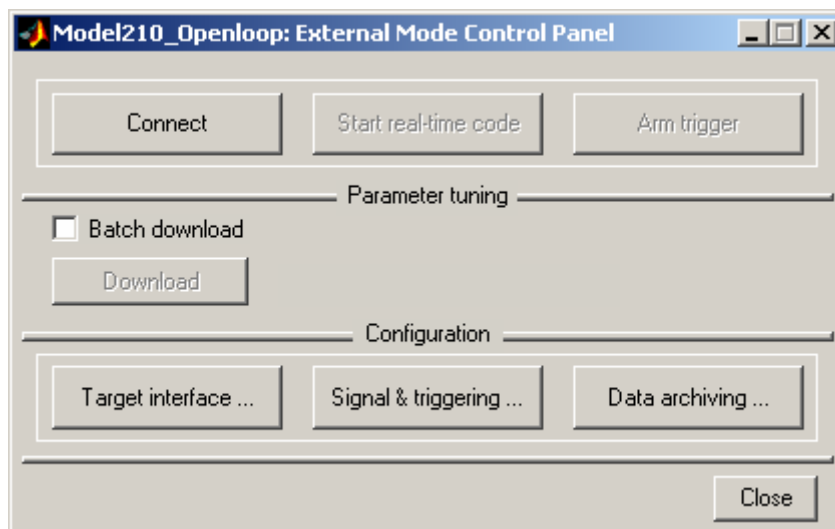 Model210_Openloop: External Mode Control Panel
Connect
Start real-time code
Arm trigger
Parameter tuning
Batch download
Download
Configuration
Target interface ...
Signal & triggering ...
Data archiving ...
Close